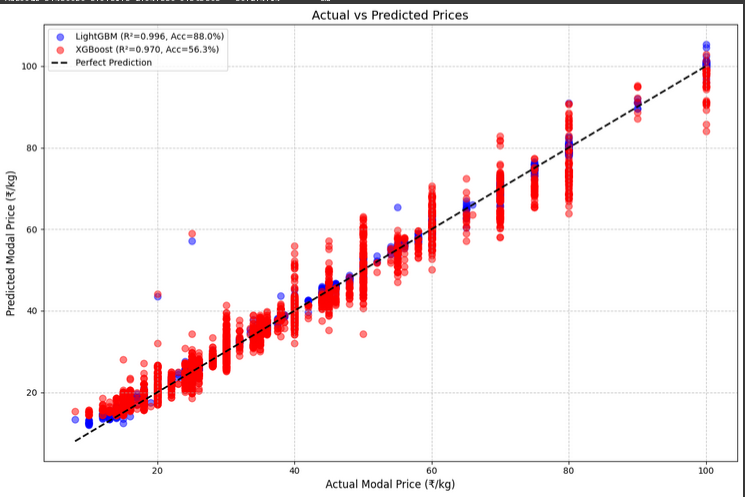 Actual vs Predicted Prices
LightGBM (R²=0.996, Acc=88.0%)
XGBoost (R²=0.970, Acc=56.3%)
Perfect Prediction
Predicted Modal Price (₹/kg)
100
80
60
40
20
20 40 60 80 100
Actual Modal Price (₹/kg)